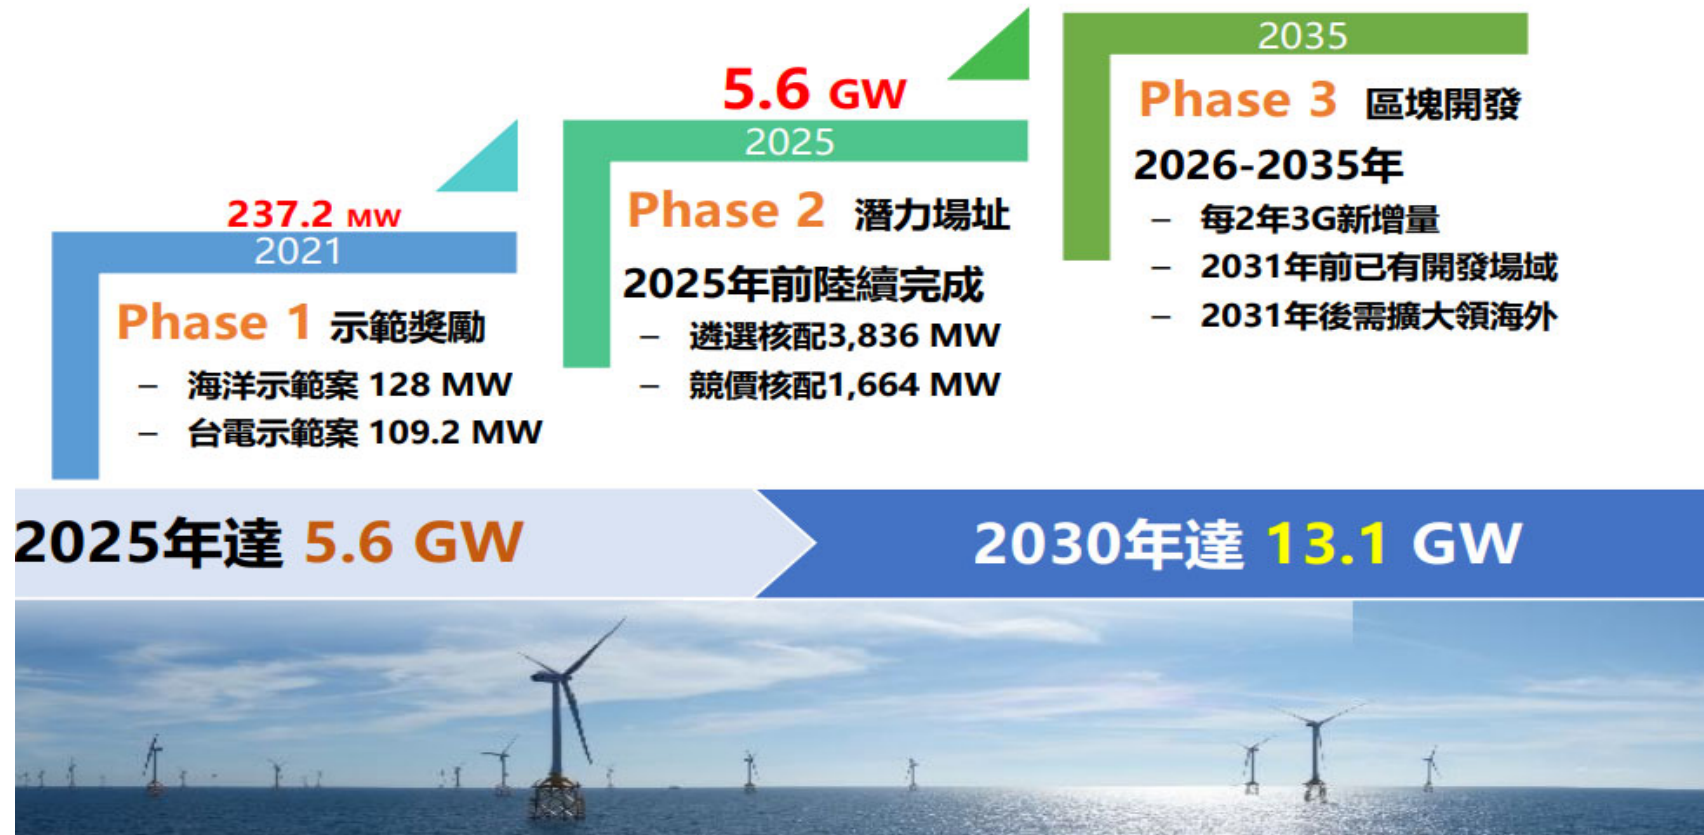 237.2 MW
2021
Phase 1 示範獎勵
– 海洋示範案 128 MW
– 台電示範案 109.2 MW
5.6 GW
2025
Phase 2 潛力場址
2025年前陸續完成
– 遴選核配3,836 MW
– 競價核配1,664 MW
2035
Phase 3 區塊開發
2026-2035年
– 每2年3G新增量
– 2031年前已有開發場域
– 2031年後需擴大領海外
2025年達 5.6 GW
2030年達 13.1 GW